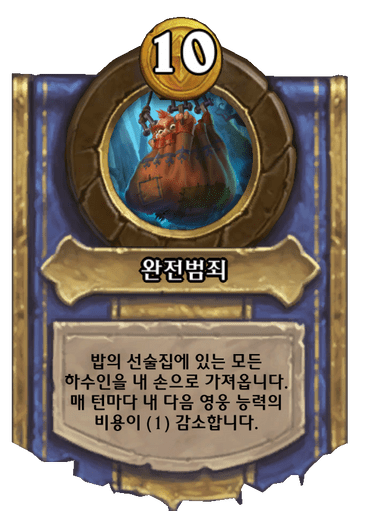 10
완전범죄
밥의 선술집에 있는 모든
하수인을 내 손으로 가져옵니다.
매 턴마다 내 다음 영웅 능력의
비용이 (1) 감소합니다.